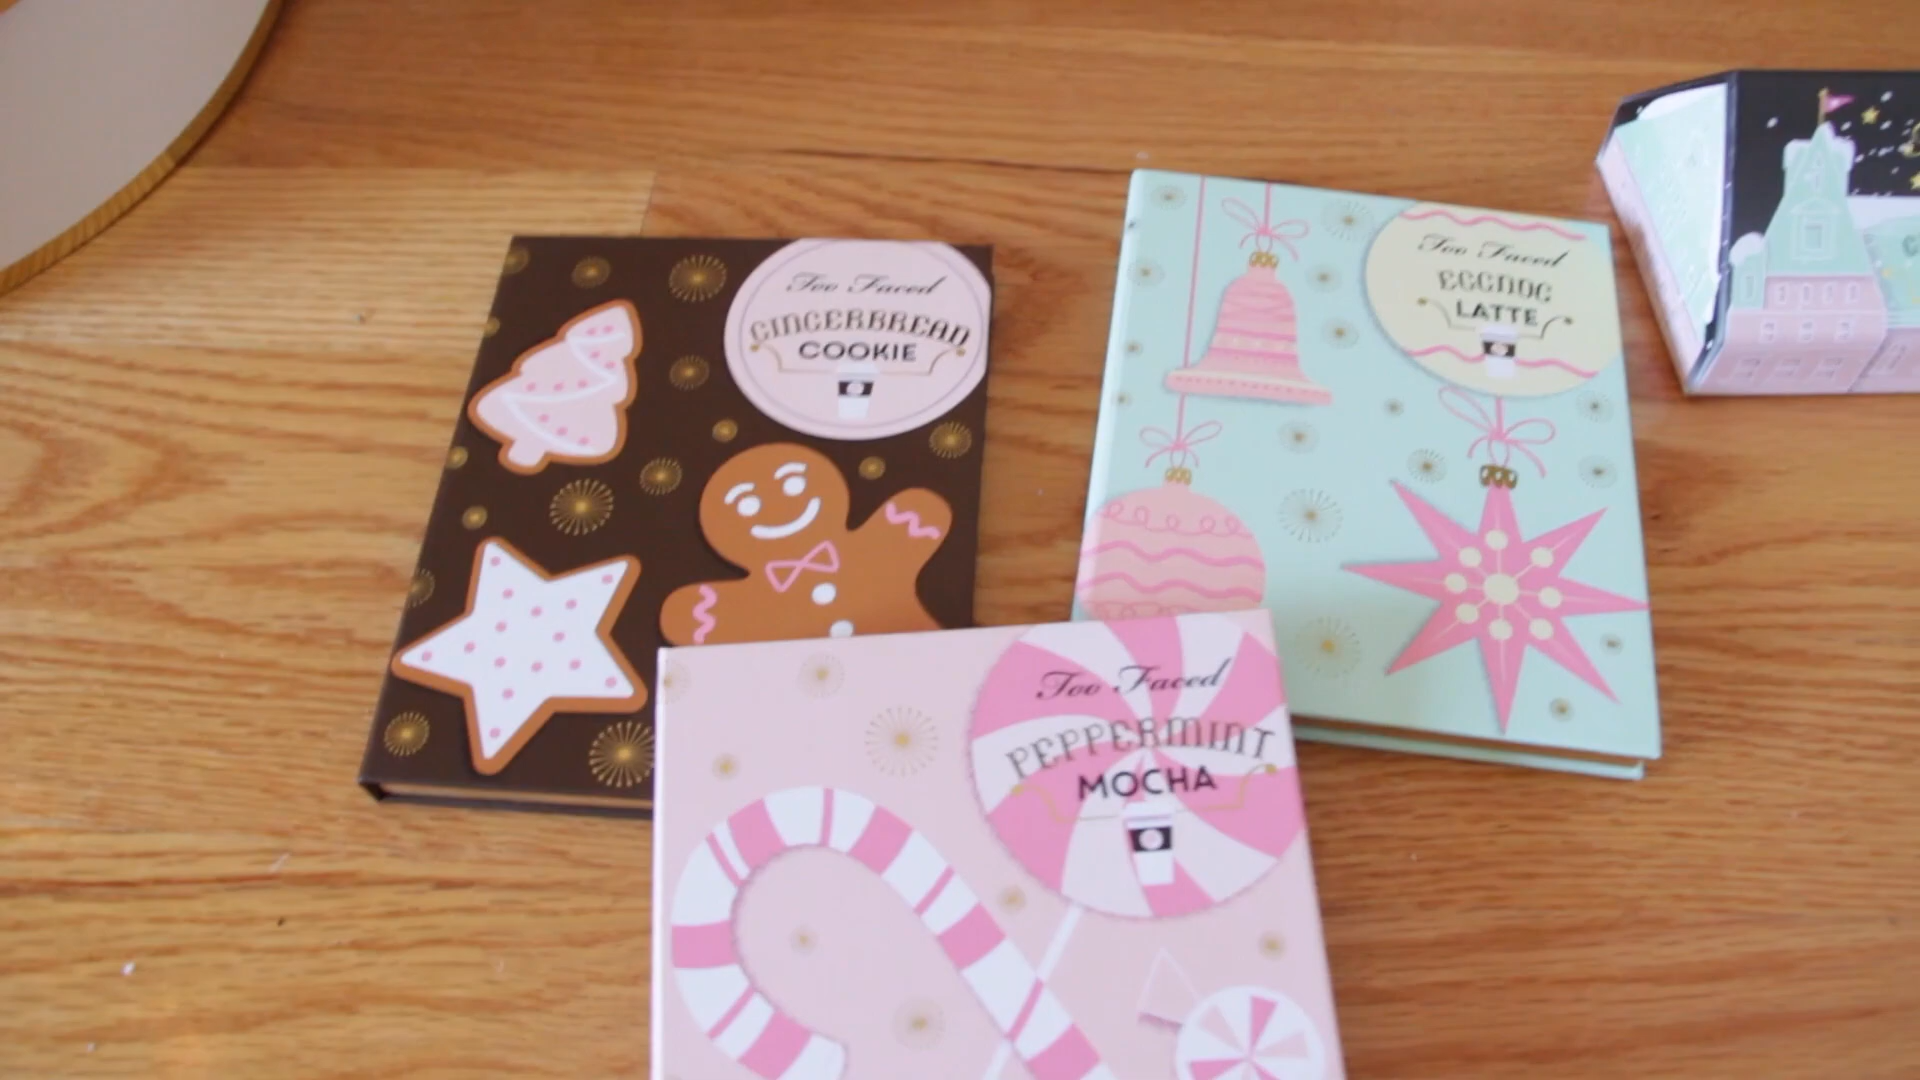 Too Faced
GINGERBREAD
COOKIE
Too Faced
EGGNOG
LATTE
Too Faced
PEPPERMINT
MOCHA